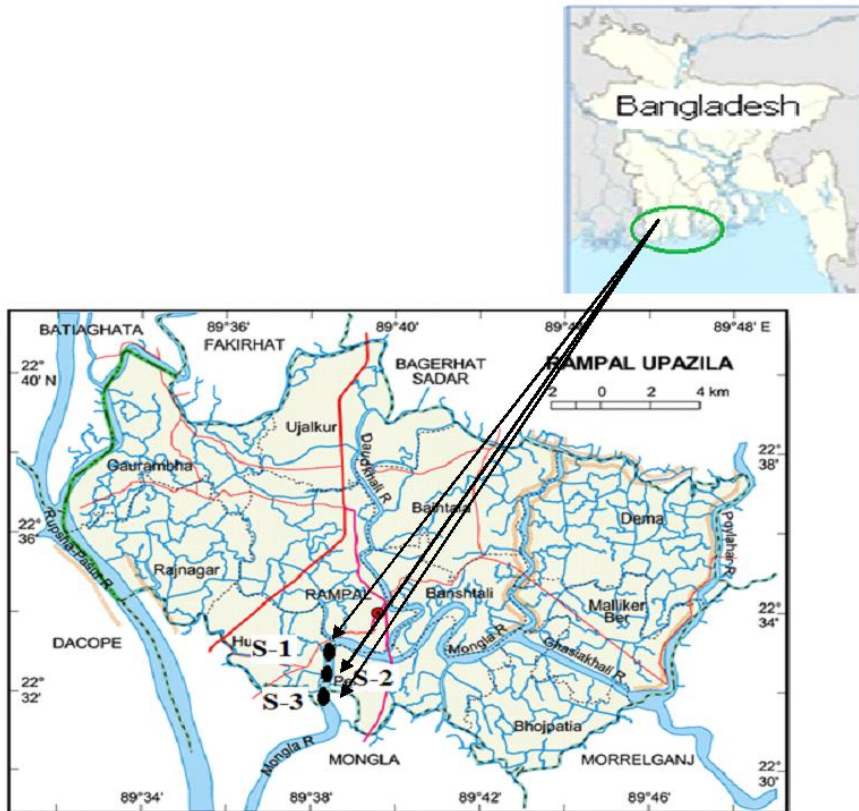 Bangladesh
89°36'
89°40'
89°48' E
BATIAGHATA
FAKIRHAT
BAGERHAT
SADAR
RAMPAL UPAZILA
22°
40' N
2 0 2 4 km
Ujalkur
Daudkhali R
22°
38'
Gaurambha
Baintala
Dema
22°
36'
Rupsha Pasur R
Rajnagar
RAMPAL
Banshtali
Malliker
Ber
22°
34'
DACOPE
Hu
S-1
Mongla R
Ghasiakhali R
S-2
22°
32'
S-3
Pe
Bhojpatia
Mongla R
MONGLA
MORRELGANJ
22°
30'
89°34'
89°38'
89°42'
89°46'